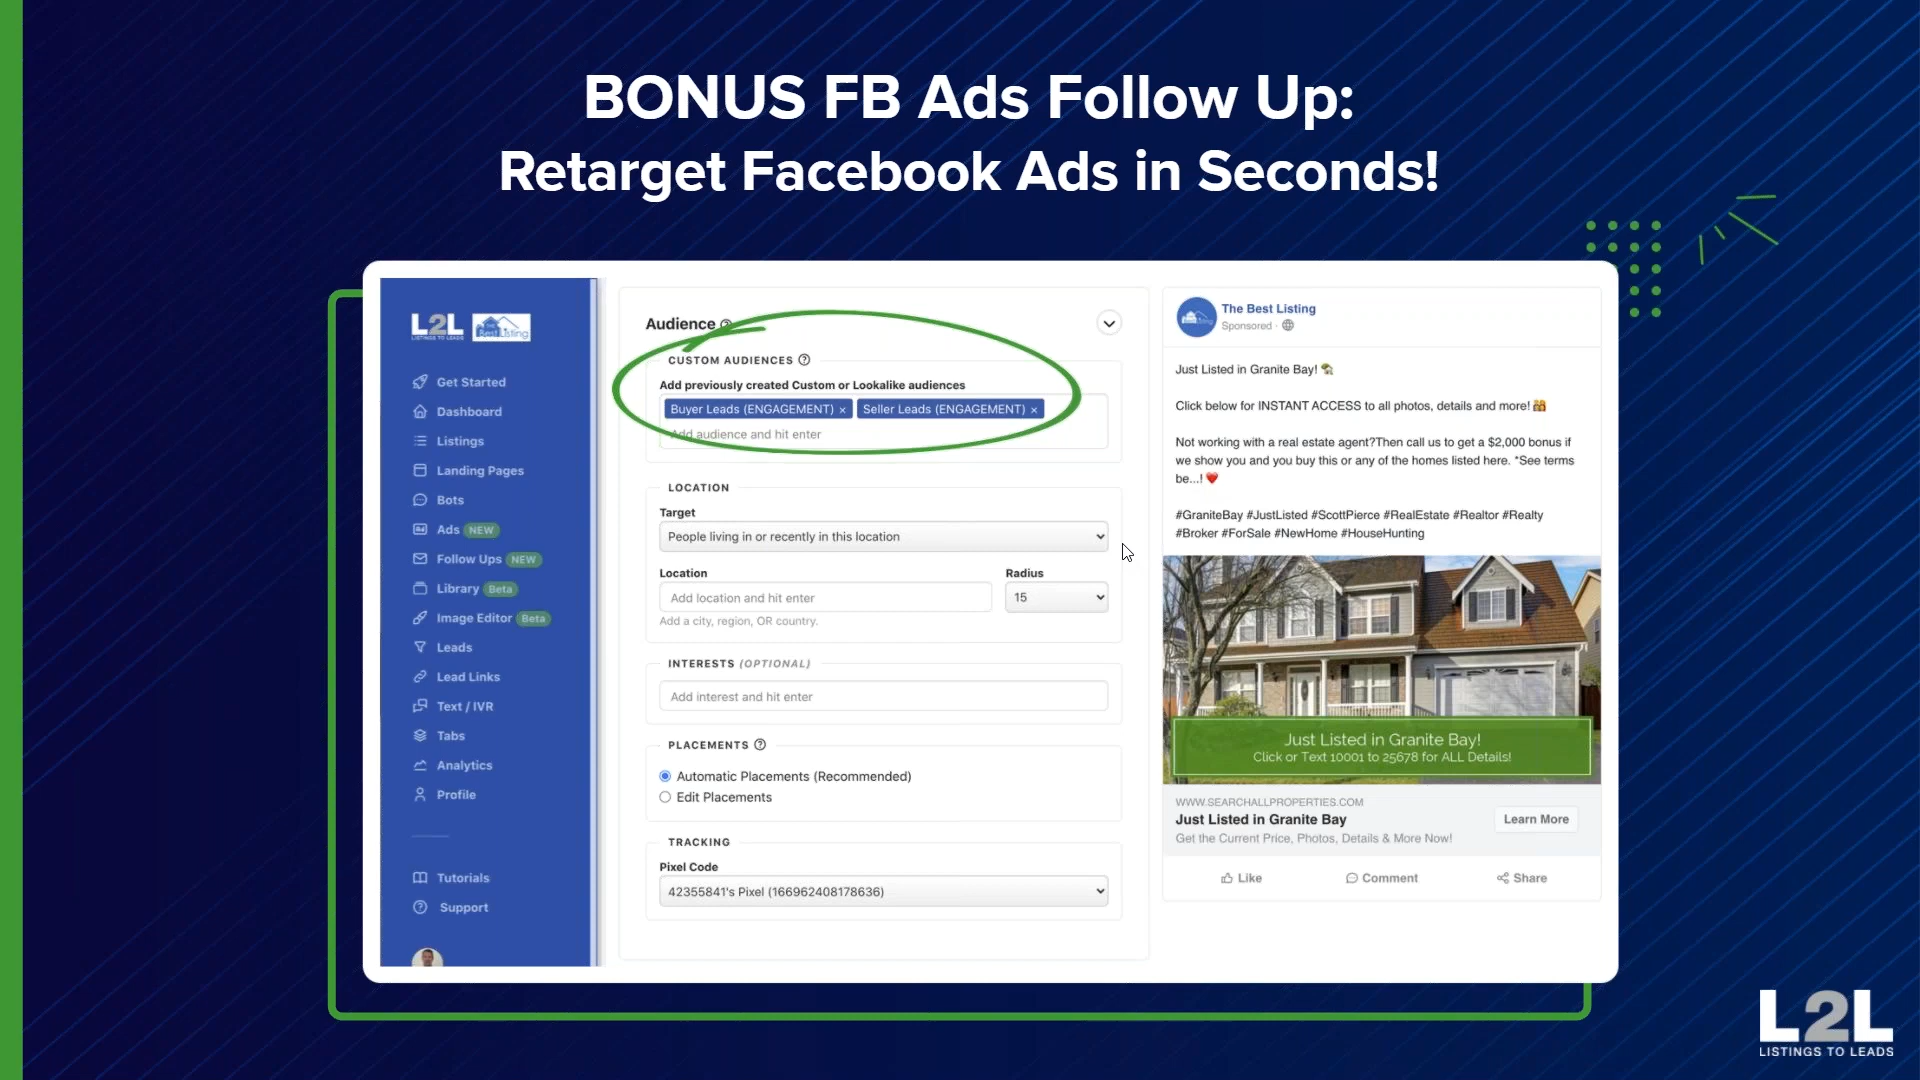 BONUS FB Ads Follow Up:
Retarget Facebook Ads in Seconds!
L2L
LISTINGS TO LEADS
THE
Best Listing
Get Started
Dashboard
Listings
Landing Pages
Bots
Ads NEW
Follow Ups NEW
Library Beta
Image Editor Beta
Leads
Lead Links
Text / IVR
Tabs
Analytics
Profile
Tutorials
Support
Audience
CUSTOM AUDIENCES
Add previously created Custom or Lookalike audiences
Buyer Leads (ENGAGEMENT) × Seller Leads (ENGAGEMENT) ×
Add audience and hit enter
LOCATION
Target
People living in or recently in this location
Location Radius
Add location and hit enter 15
Add a city, region, OR country.
INTERESTS (OPTIONAL)
Add interest and hit enter
PLACEMENTS
Automatic Placements (Recommended)
Edit Placements
TRACKING
Pixel Code
42355841's Pixel (166962408178636)
The Best Listing
Sponsored ·
Just Listed in Granite Bay! 🏡
Click below for INSTANT ACCESS to all photos, details and more!
Not working with a real estate agent?Then call us to get a $2,000 bonus if
we show you and you buy this or any of the homes listed here. *See terms
be...! ❤️
#GraniteBay #JustListed #ScottPierce #RealEstate #Realtor #Realty
#Broker #ForSale #NewHome #HouseHunting
Just Listed in Granite Bay!
Click or Text 10001 to 25678 for ALL Details!
WWW.SEARCHALLPROPERTIES.COM
Just Listed in Granite Bay
Get the Current Price, Photos, Details & More Now!
Learn More
Like Comment Share
L2L
LISTINGS TO LEADS